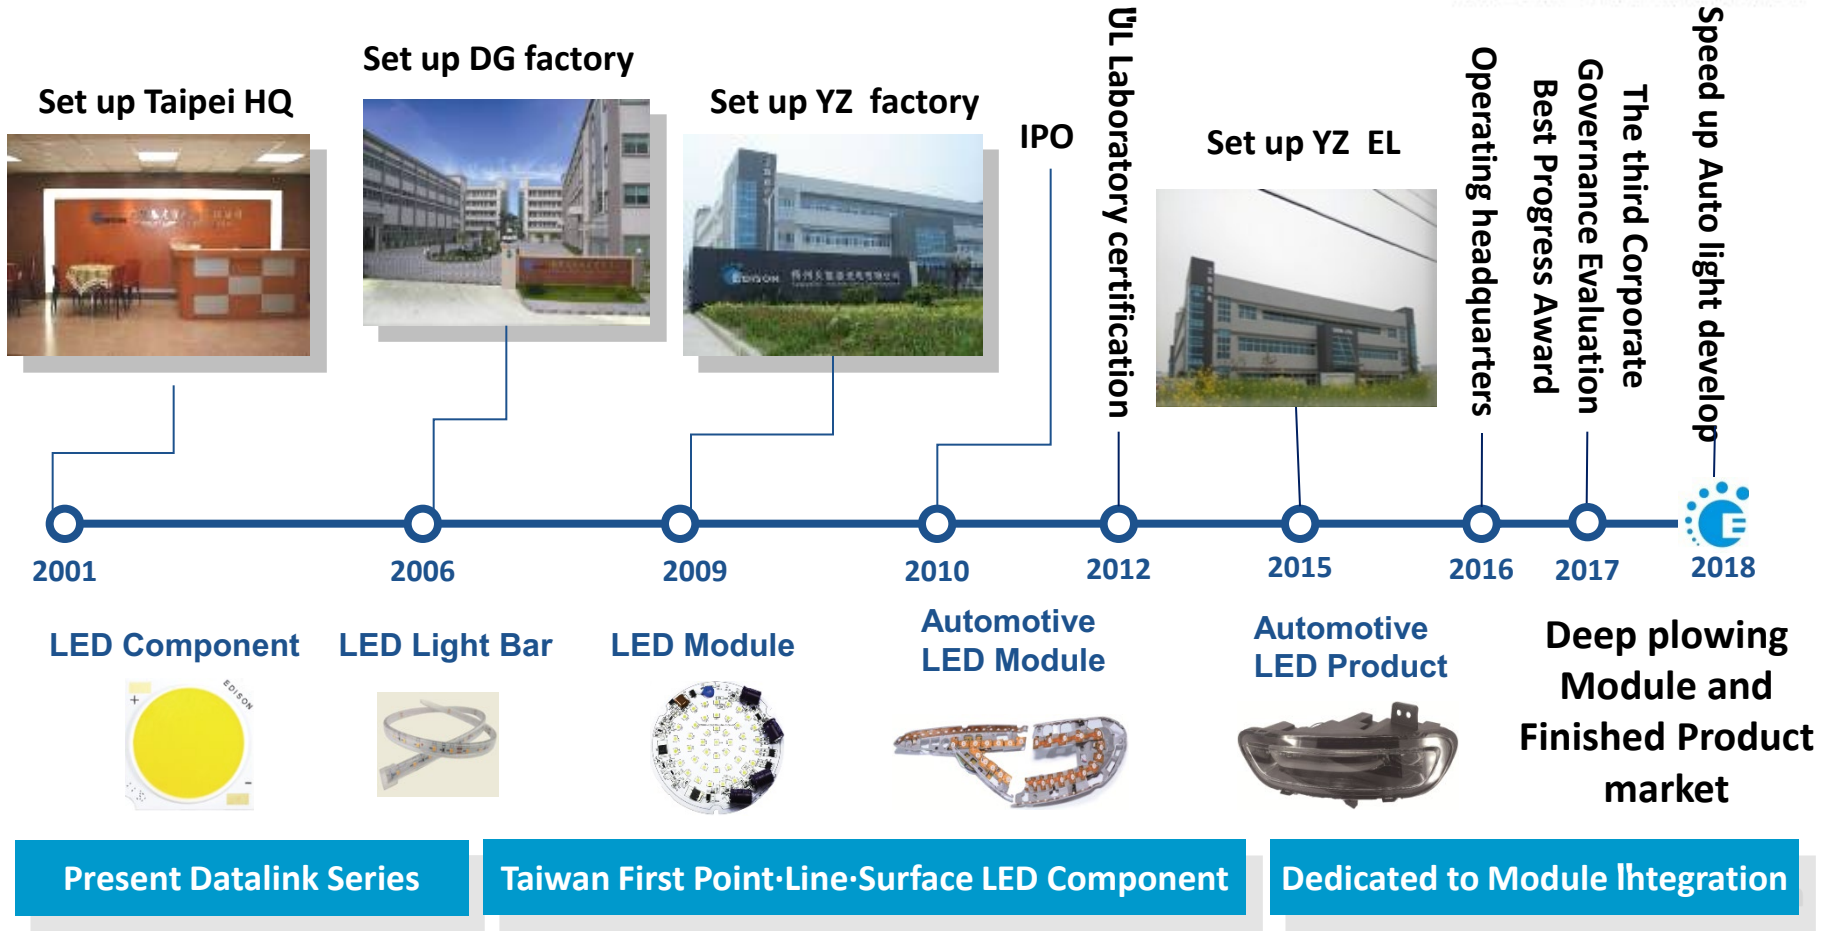 Set up Taipei HQ
Set up DG factory
Set up YZ factory
IPO
UL Laboratory certification
Set up YZ EL
Operating headquarters
The third Corporate
Governance Evaluation
Best Progress Award
Speed up Auto light develop
EDISON
2001
2006
2009
2010
2012
2015
2016
2017
2018
LED Component
LED Light Bar
LED Module
Automotive
LED Module
Automotive
LED Product
Deep plowing
Module and
Finished Product
market
EDISON
+
-
Present Datalink Series
Taiwan First Point·Line·Surface LED Component
Dedicated to Module Integration